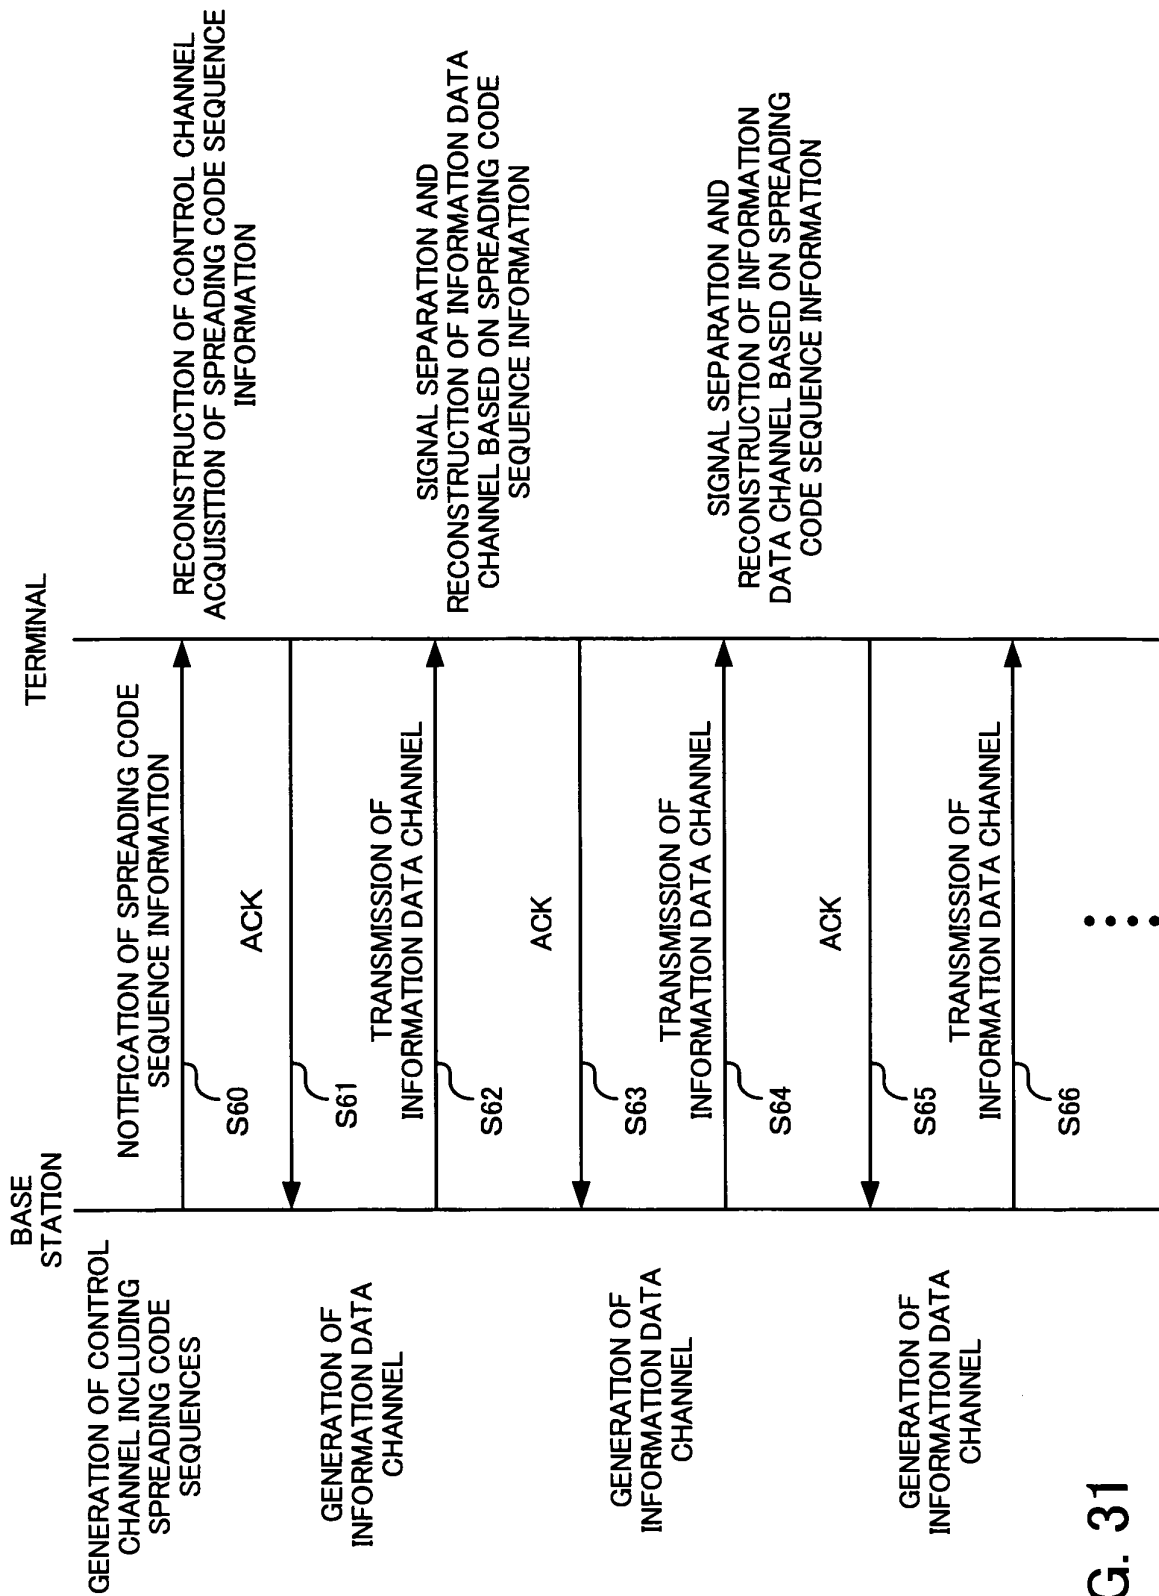 BASE
STATION
TERMINAL
GENERATION OF CONTROL
CHANNEL INCLUDING
SPREADING CODE
SEQUENCES
NOTIFICATION OF SPREADING CODE
SEQUENCE INFORMATION
S60
RECONSTRUCTION OF CONTROL CHANNEL
ACQUISITION OF SPREADING CODE SEQUENCE
INFORMATION
ACK
S61
GENERATION OF
INFORMATION DATA
CHANNEL
TRANSMISSION OF
INFORMATION DATA CHANNEL
S62
SIGNAL SEPARATION AND
RECONSTRUCTION OF INFORMATION DATA
CHANNEL BASED ON SPREADING CODE
SEQUENCE INFORMATION
ACK
S63
GENERATION OF
INFORMATION DATA
CHANNEL
TRANSMISSION OF
INFORMATION DATA CHANNEL
S64
SIGNAL SEPARATION AND
RECONSTRUCTION OF INFORMATION
DATA CHANNEL BASED ON SPREADING
CODE SEQUENCE INFORMATION
ACK
S65
GENERATION OF
INFORMATION DATA
CHANNEL
TRANSMISSION OF
INFORMATION DATA CHANNEL
S66
G. 31